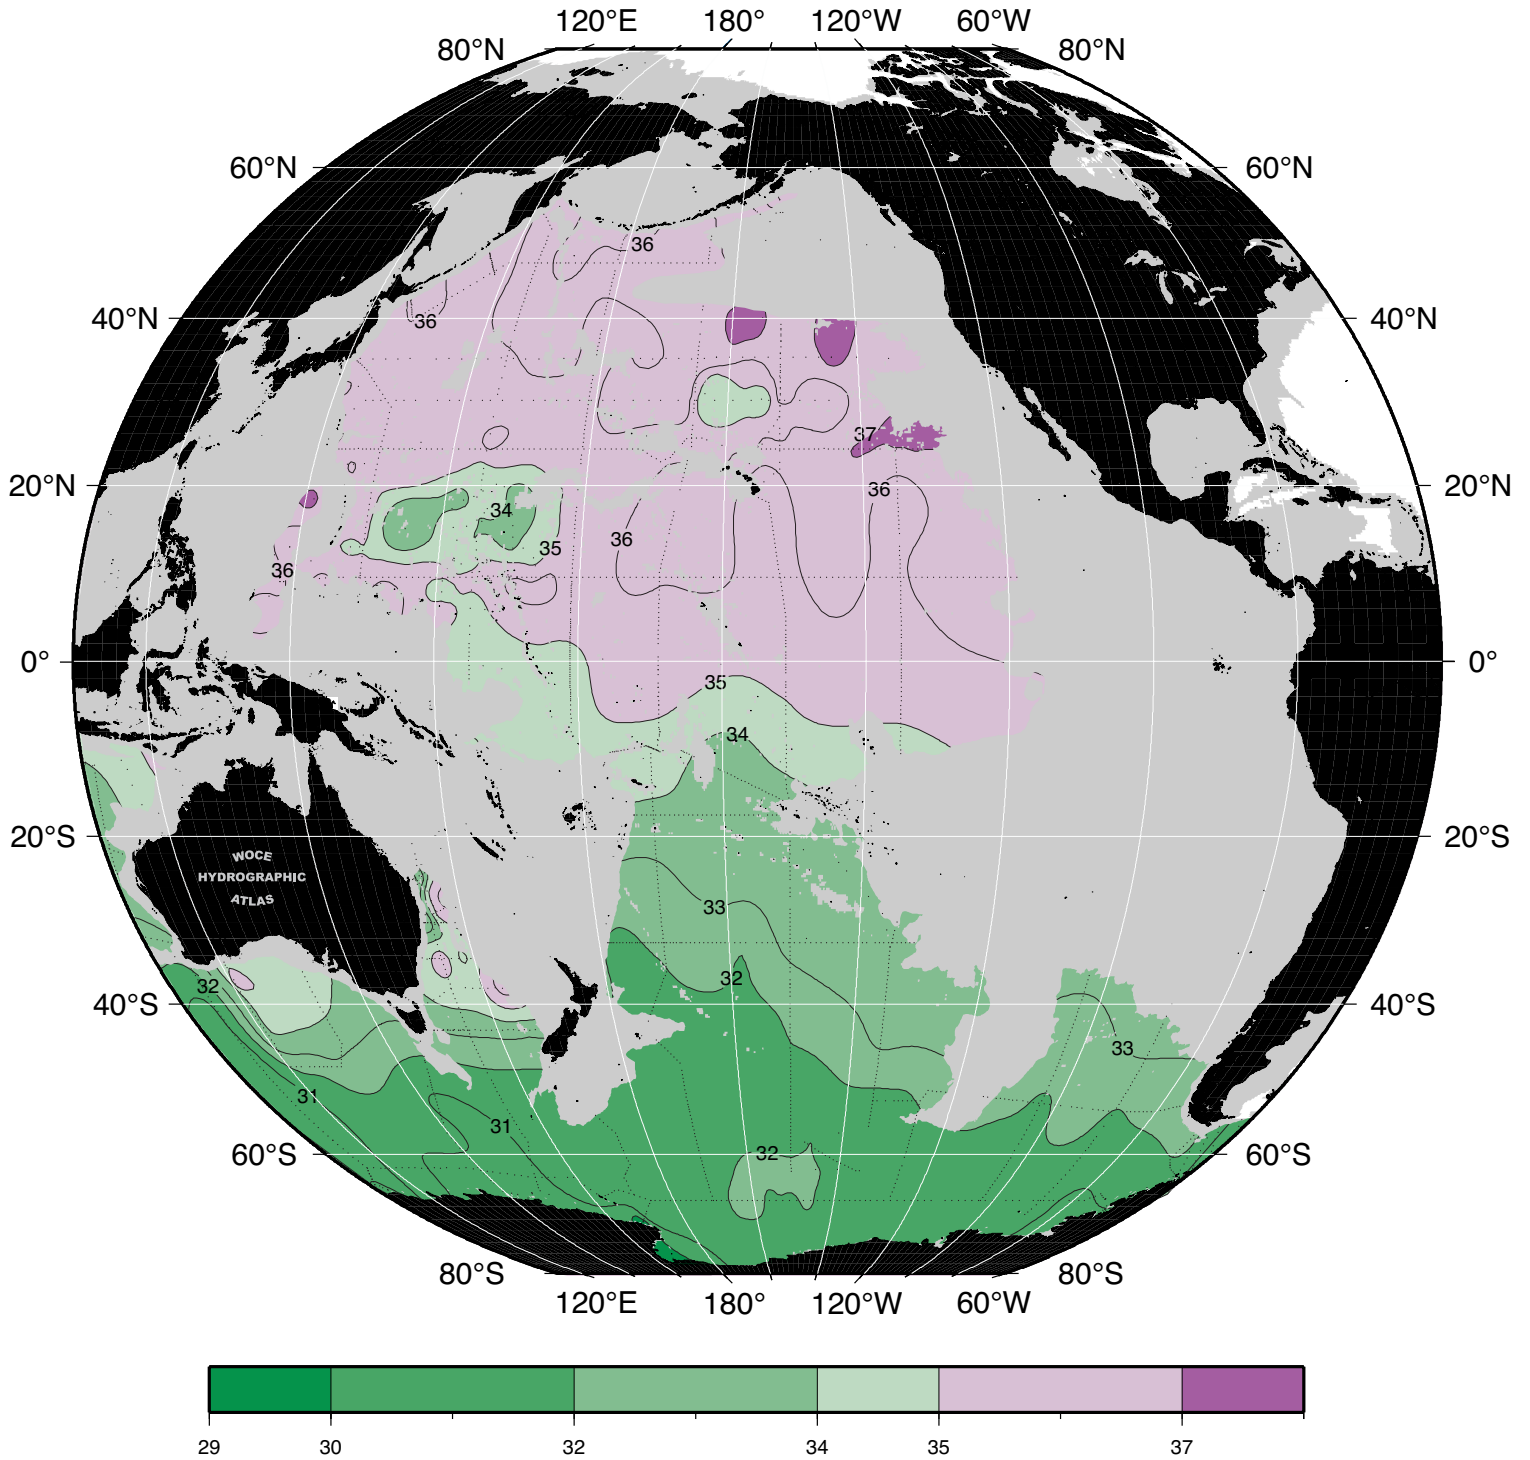 120°E 180° 120°W 60°W
80°N 80°N
60°N 60°N
36
40°N 36 40°N
37
20°N 36 20°N
34
35
36
36
0° 0°
35
34
20°S 20°S
WOCE
HYDROGRAPHIC
ATLAS
33
32 32
40°S 40°S
33
31
31
60°S 32 60°S
80°S 80°S
120°E 180° 120°W 60°W
29 30 32 34 35 37